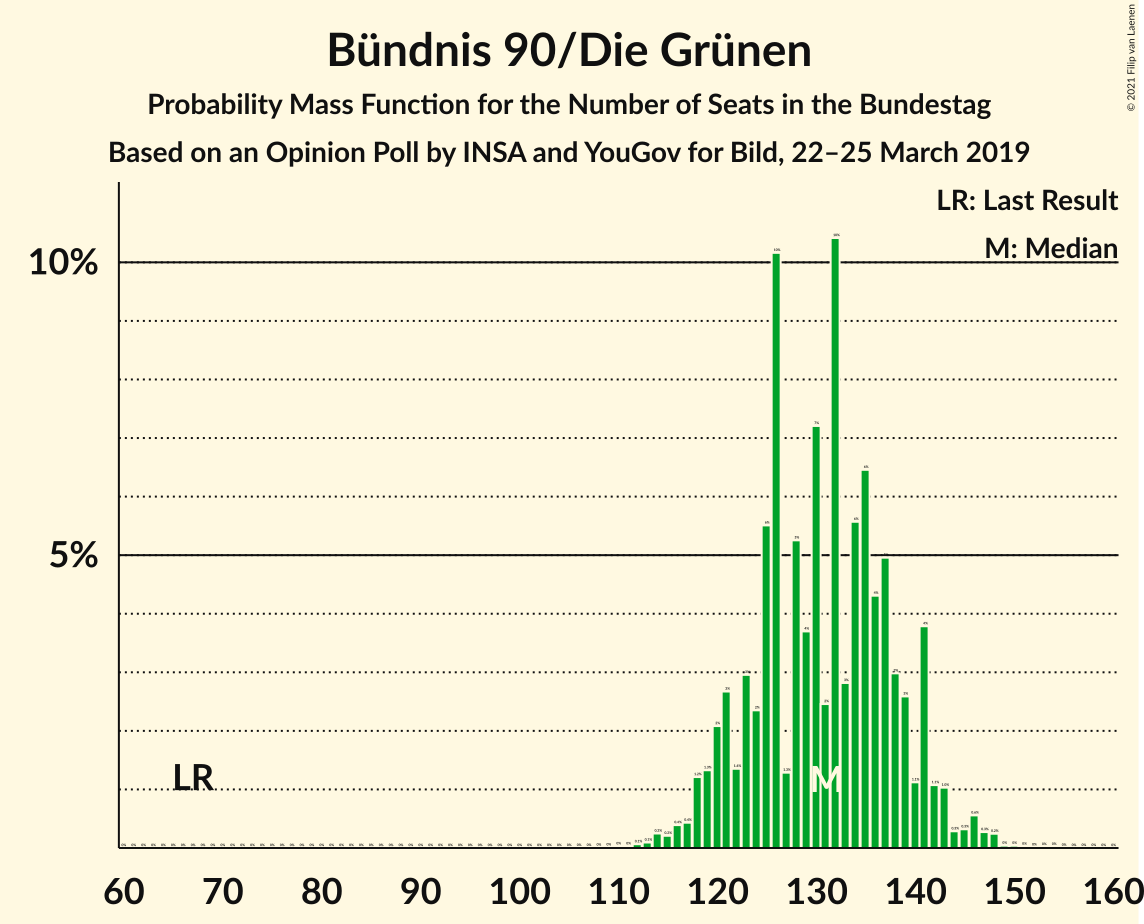 Bündnis 90/Die Grünen
Probability Mass Function for the Number of Seats in the Bundestag
Based on an Opinion Poll by INSA and YouGov for Bild, 22–25 March 2019
© 2021 Filip van Laenen
LR: Last Result
M: Median
10%
5%
LR
M
60 70 80 90 100 110 120 130 140 150 160